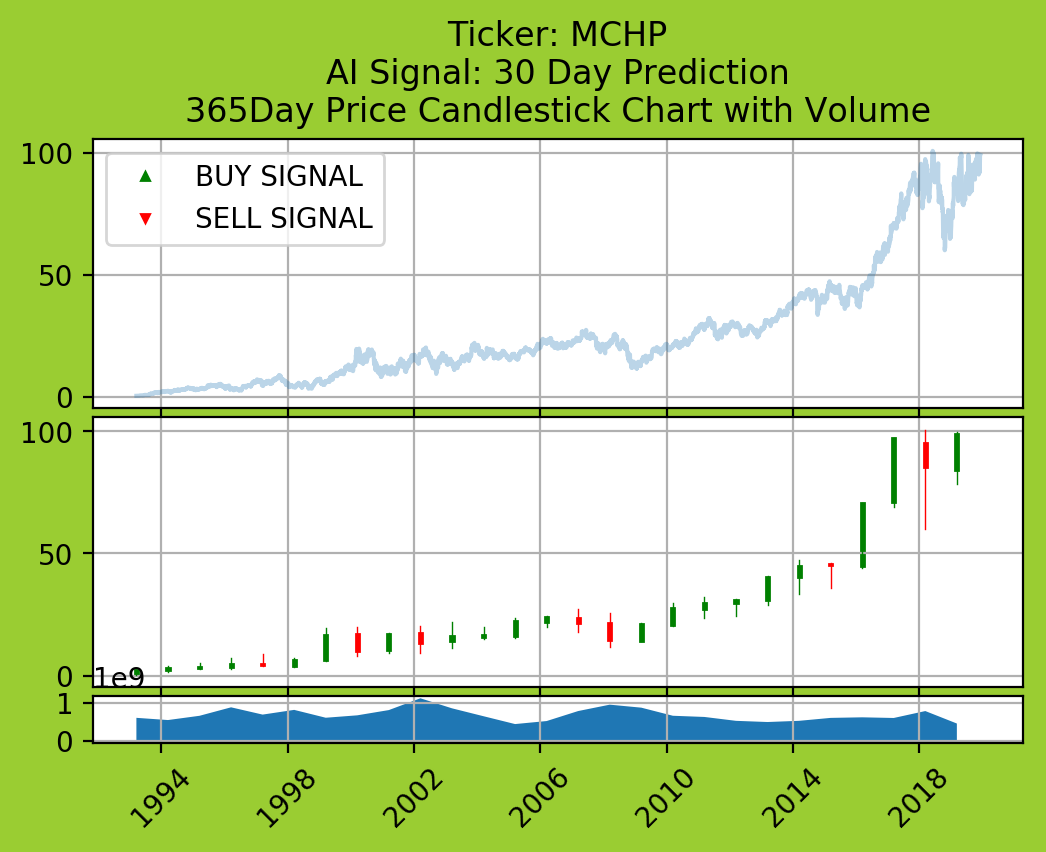 Ticker: MCHP
AI Signal: 30 Day Prediction
365Day Price Candlestick Chart with Volume
100
50
0
BUY SIGNAL
SELL SIGNAL
100
50
0
1e9
1
0
1994
1998
2002
2006
2010
2014
2018